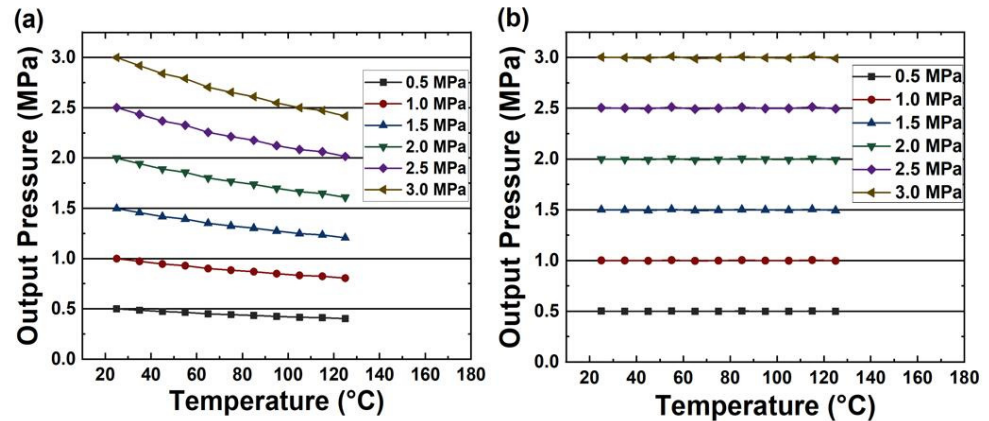 (a)
Output Pressure (MPa)
3.0
2.5
2.0
1.5
1.0
0.5
0.0
0.5 MPa
1.0 MPa
1.5 MPa
2.0 MPa
2.5 MPa
3.0 MPa
20 40 60 80 100 120 140 160 180
Temperature (°C)
(b)
Output Pressure (MPa)
3.0
2.5
2.0
1.5
1.0
0.5
0.0
0.5 MPa
1.0 MPa
1.5 MPa
2.0 MPa
2.5 MPa
3.0 MPa
20 40 60 80 100 120 140 160 180
Temperature (°C)